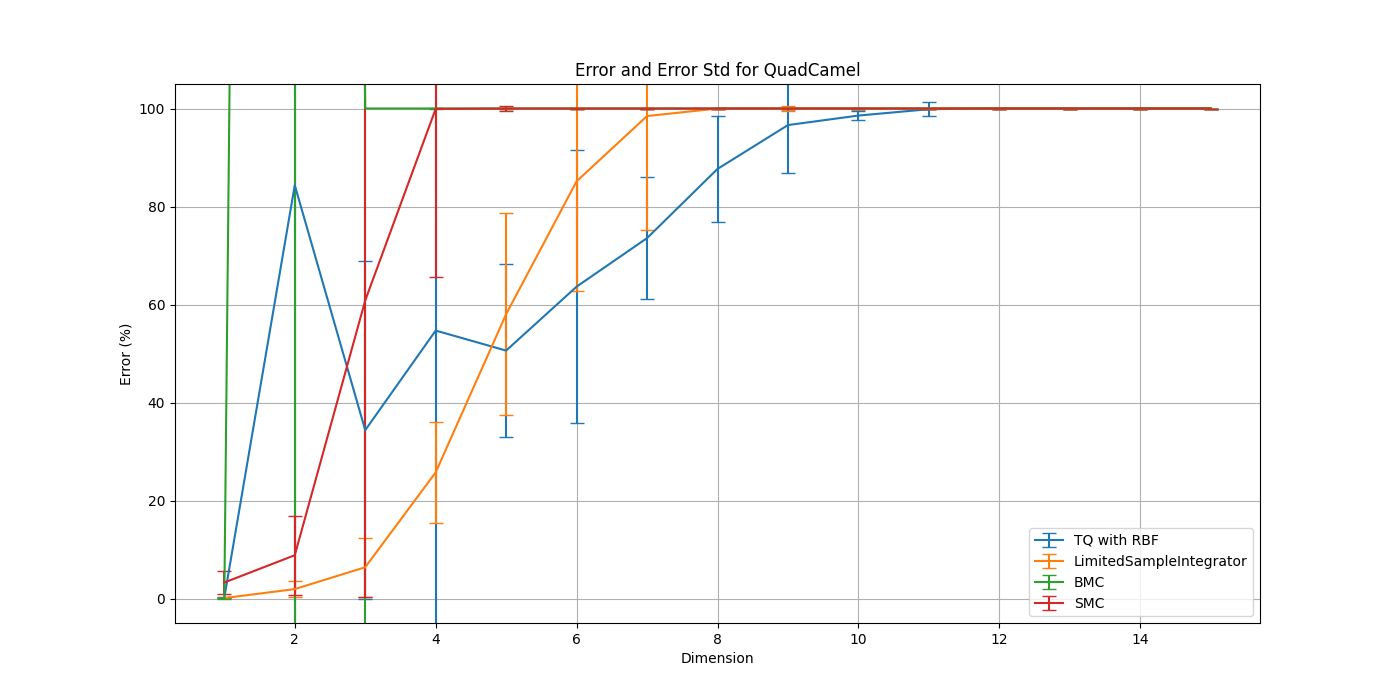 Error and Error Std for QuadCamel
Error (%)
100
80
60
40
20
0
2 4 6 8 10 12 14
Dimension
TQ with RBF
LimitedSampleIntegrator
BMC
SMC